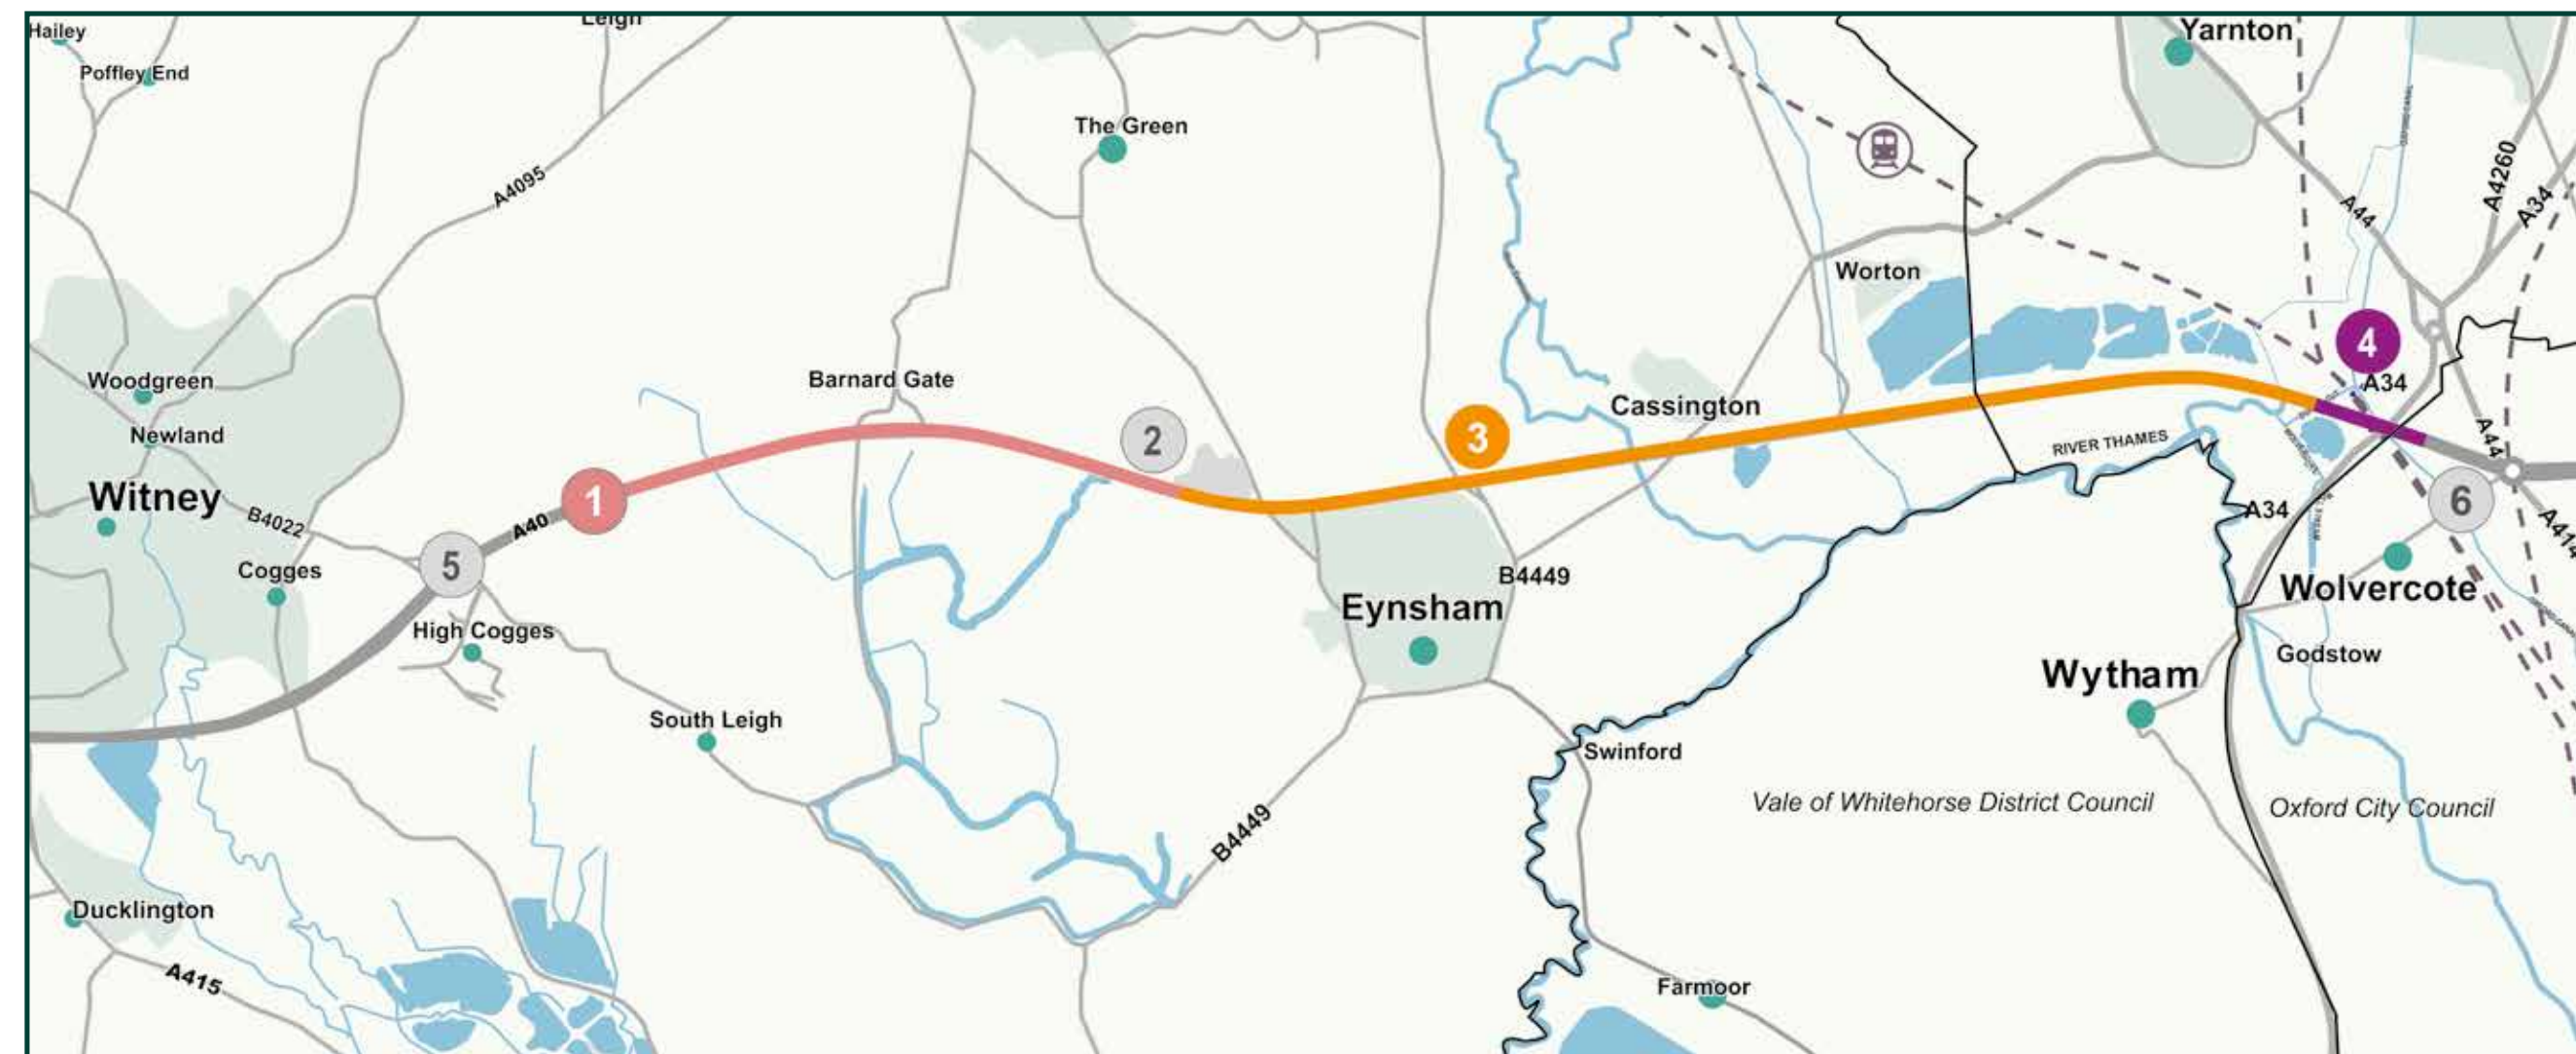 Hailey
Leigh
Yarnton
Poffley End
The Green
A4095
A4260
A34
A44
Worton
Woodgreen
Barnard Gate
4
A34
Newland
2
3
Cassington
RIVER THAMES
A44
Witney
B4022
A40
1
A34
6
5
Cogges
B4449
Wolvercote
High Cogges
Eynsham
Godstow
Wytham
South Leigh
Swinford
Vale of Whitehorse District Council
Oxford City Council
B4449
Ducklington
A415
Farmoor